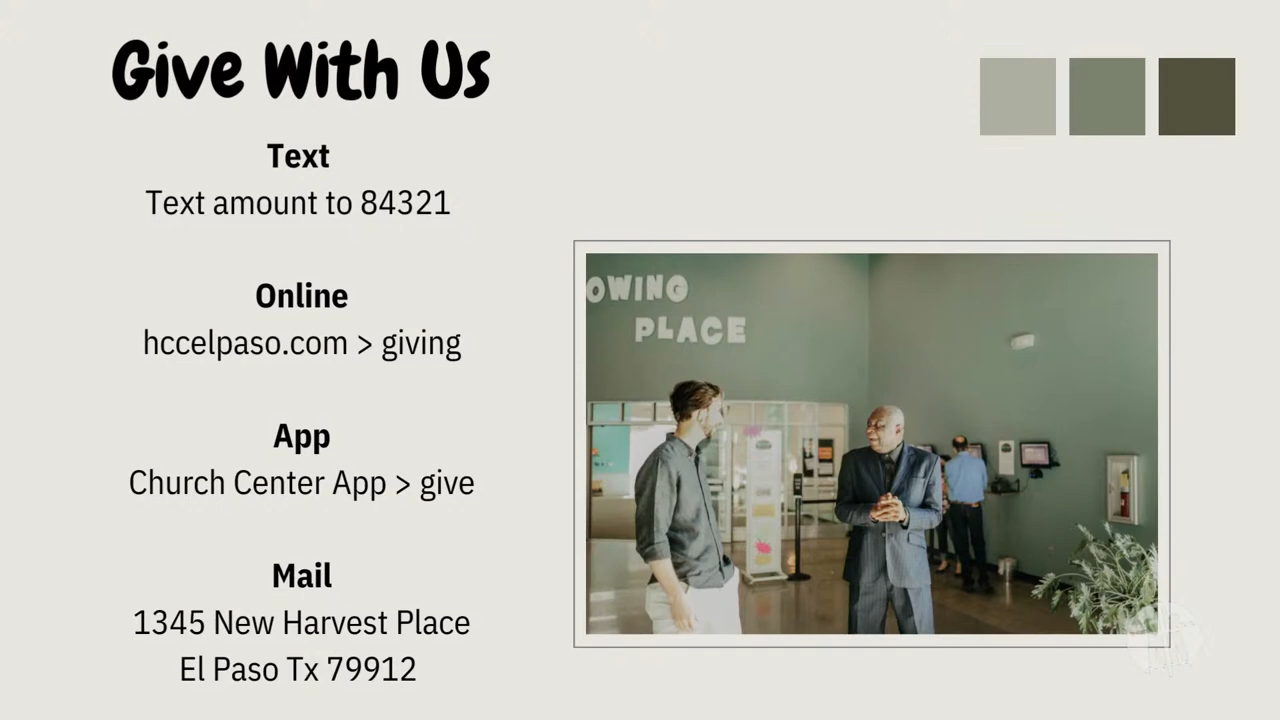 Give With Us
Text
Text amount to 84321
Online
hccelpaso.com > giving
App
Church Center App > give
Mail
1345 New Harvest Place
El Paso Tx 79912
OWING
PLACE